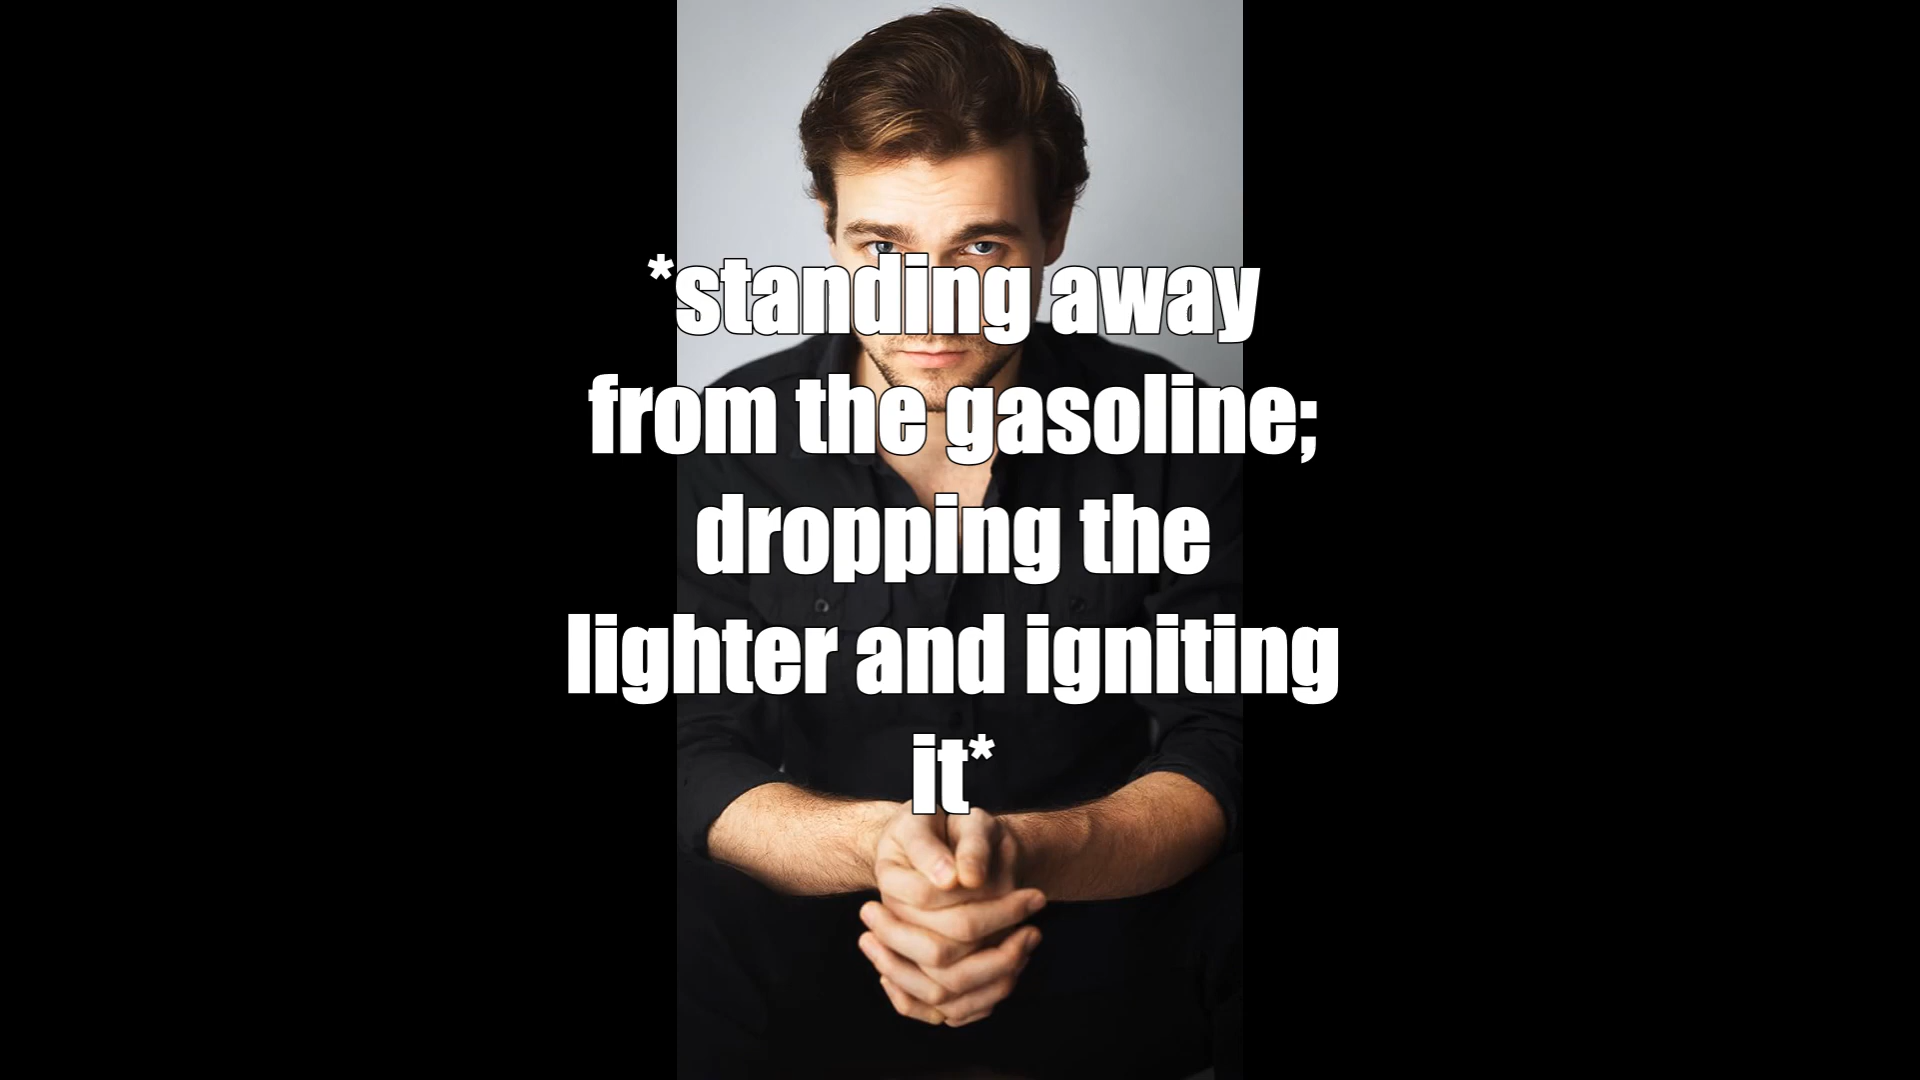 *standing away
from the gasoline;
dropping the
lighter and igniting
it*